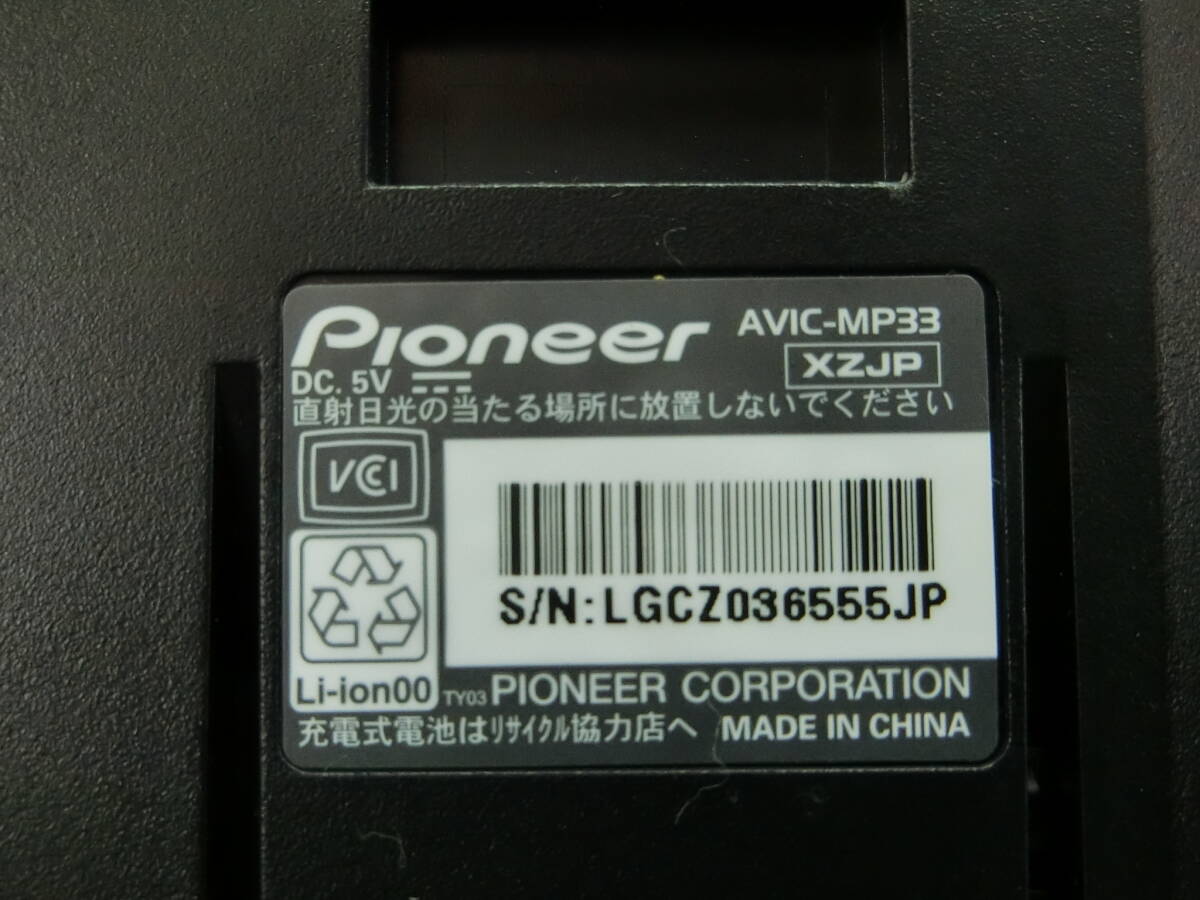 Pioneer AVIC-MP33
XZJP
DC. 5V
直射日光の当たる場所に放置しないでください
VCCI
S/N:LGCZ036555JP
Li-ion00
TY03 PIONEER CORPORATION
充電式電池はリサイクル協力店へ MADE IN CHINA